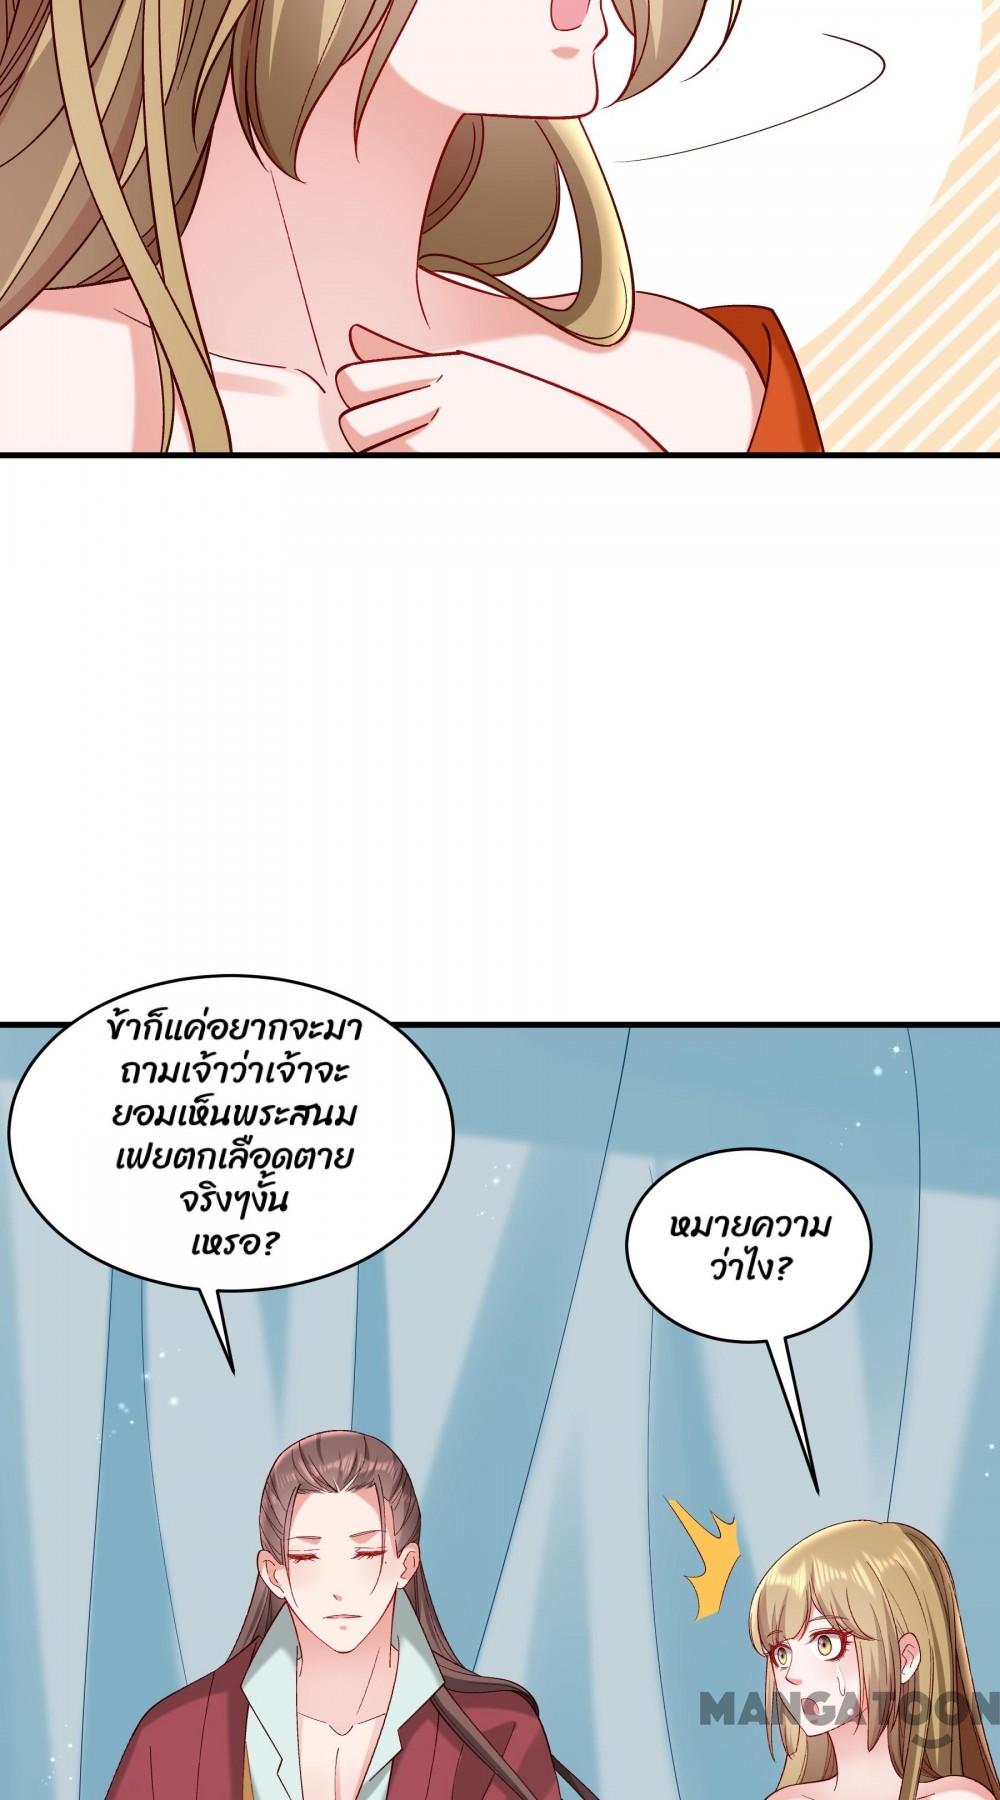 ข้าก็แค่อยากจะมา
ถามเจ้าว่าเจ้าจะ
ยอมเห็นพระสนม
เฟยตกเลือดตาย
จริงๆงั้น
เหรอ?
หมายความ
ว่าไง?
MANGATOON